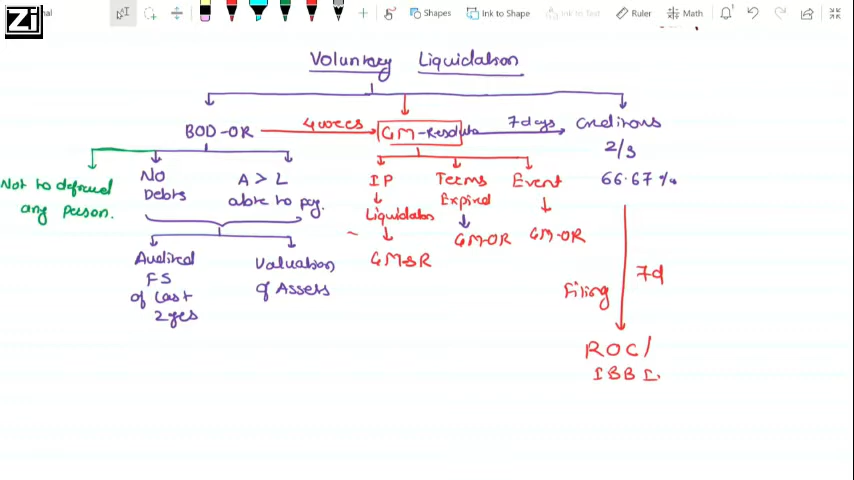 Zi
Shapes
Ink to Shape
Ink to Text
Ruler
Math
Voluntary Liquidation
BOD-OR
4 weeks
GM-Resolutn
7 days
Creditors
2/3
66.67%
Not to defraud
any person.
No
Debts
A > L
able to pay.
IP
Liquidator
GM-SR
Terms
Expired
GM-OR
Event
GM-OR
Audited
FS
of last
2 yrs
Valuation
of Assets
Filing
7d
ROC/
IBBI.